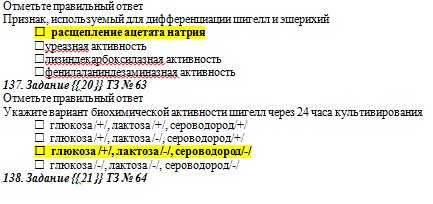 Отметьте правильный ответ
Признак, используемый для дифференциации шигелл и эшерихий
☐ расщепление ацетата натрия
☐ уреазная активность
☐ лизиндекарбоксилазная активность
☐ фенилаланиндезаминазная активность
137. Задание {{20}} ТЗ № 63
Отметьте правильный ответ
Укажите вариант биохимической активности шигелл через 24 часа культивирования
☐ глюкоза /+/, лактоза /+/, сероводород/+/
☐ глюкоза /+/, лактоза /-/, сероводород/+/
☐ глюкоза /+/, лактоза /-/, сероводород/-/
☐ глюкоза /-/, лактоза /-/, сероводород/-/
138. Задание {{21}} ТЗ № 64